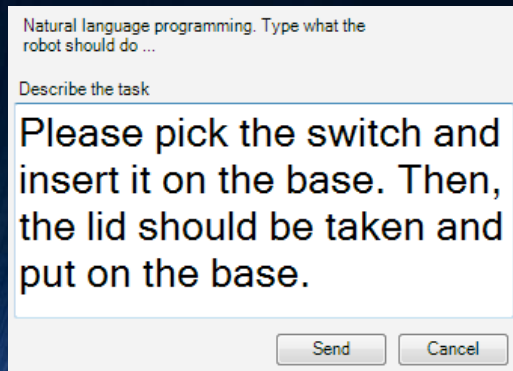 Natural language programming. Type what the
robot should do ...
Describe the task
Please pick the switch and
insert it on the base. Then,
the lid should be taken and
put on the base.
Send Cancel